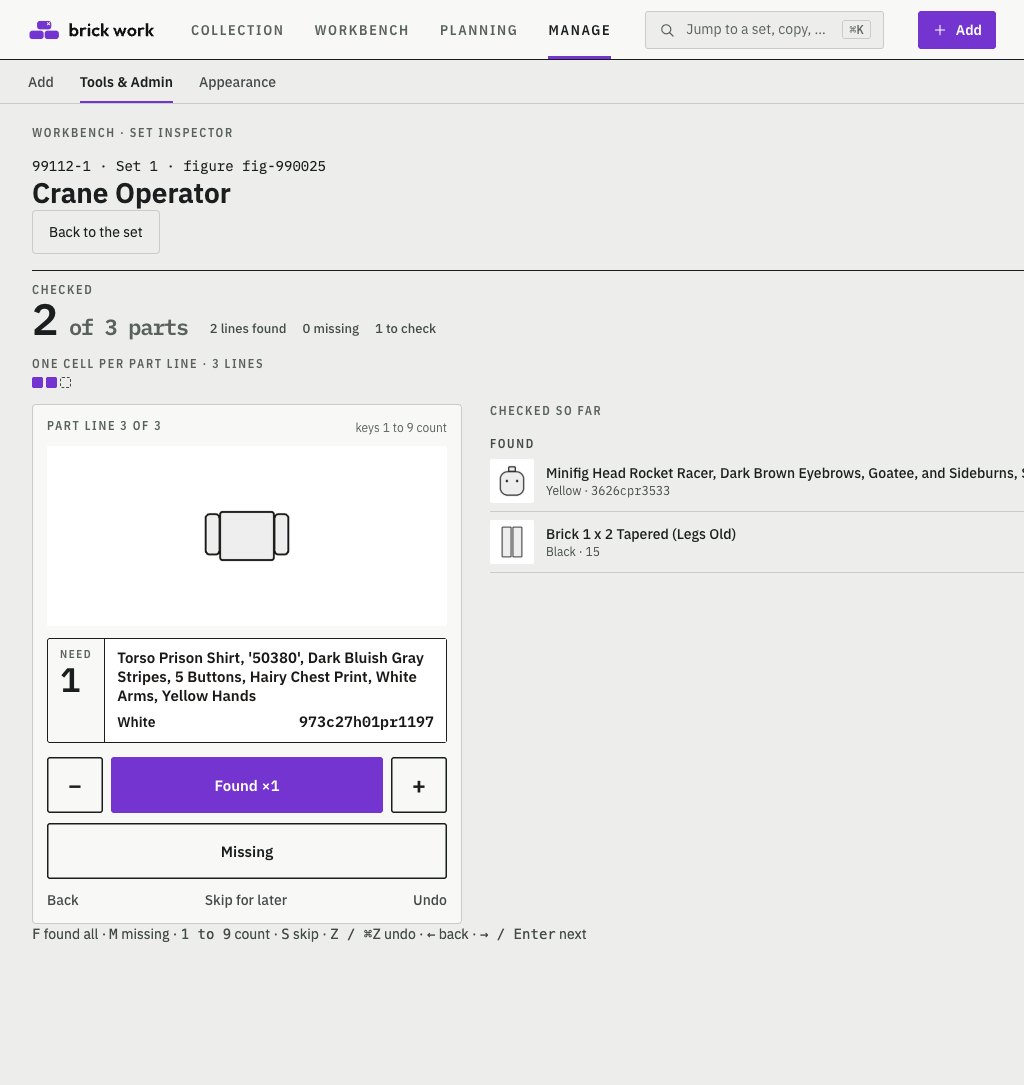 brick work
COLLECTION
WORKBENCH
PLANNING
MANAGE
Jump to a set, copy, ...
⌘K
+ Add
Add
Tools & Admin
Appearance
WORKBENCH · SET INSPECTOR
99112-1 · Set 1 · figure fig-990025
Crane Operator
Back to the set
CHECKED
2 of 3 parts
2 lines found
0 missing
1 to check
ONE CELL PER PART LINE · 3 LINES
PART LINE 3 OF 3
keys 1 to 9 count
NEED
1
Torso Prison Shirt, '50380', Dark Bluish Gray
Stripes, 5 Buttons, Hairy Chest Print, White
Arms, Yellow Hands
White
973c27h01pr1197
−
Found ×1
+
Missing
Back
Skip for later
Undo
F found all · M missing · 1 to 9 count · S skip · Z / ⌘Z undo · ← back · → / Enter next
CHECKED SO FAR
FOUND
Minifig Head Rocket Racer, Dark Brown Eyebrows, Goatee, and Sideburns,
Yellow · 3626cpr3533
Brick 1 x 2 Tapered (Legs Old)
Black · 15